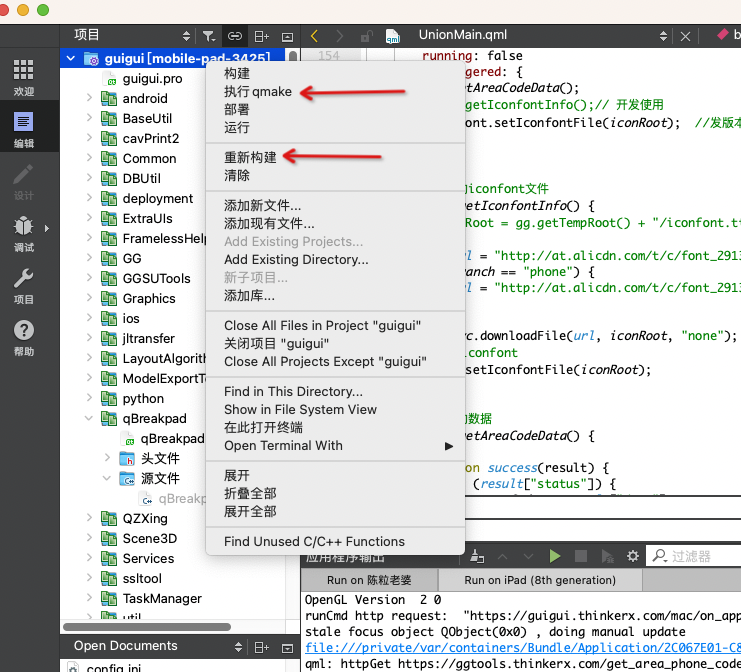 项目
UnionMain.qml
欢迎
编辑
设计
调试
项目
帮助
guigui [mobile-pad-3425]
guigui.pro
android
BaseUtil
cavPrint2
Common
DBUtil
deployment
ExtraUIs
FramelessHelp
GG
GGSUTools
Graphics
ios
jltransfer
LayoutAlgorith
ModelExportTo
python
qBreakpad
qBreakpad
头文件
源文件
qBreakp
QZXing
Scene3D
Services
ssltool
TaskManager
util
Open Documents
config.ini
构建
执行 qmake
部署
运行
重新构建
清除
添加新文件...
添加现有文件...
Add Existing Projects...
Add Existing Directory...
新子项目...
添加库...
Close All Files in Project "guigui"
关闭项目 "guigui"
Close All Projects Except "guigui"
Find in This Directory...
Show in File System View
在此打开终端
Open Terminal With
展开
折叠全部
展开全部
Find Unused C/C++ Functions
154
running: false
gered: {
tAreaCodeData();
getIconfontInfo();// 开发使用
ont.setIconfontFile(iconRoot);  //发版本
iconfont文件
etIconfontInfo() {
Root = gg.getTempRoot() + "/iconfont.t
l = "http://at.alicdn.com/t/c/font_291
anch == "phone") {
l = "http://at.alicdn.com/t/c/font_291
c.downloadFile(url, iconRoot, "none");
iconfont
setIconfontFile(iconRoot);
的数据
etAreaCodeData() {
on success(result) {
(result["status"]) {
应用程序输出
过滤器
Run on 陈粒老婆
Run on iPad (8th generation)
OpenGL Version  2 0
runCmd http request:  "https://guigui.thinkerx.com/mac/on_app
stale focus object QObject(0x0) , doing manual update
file:///private/var/containers/Bundle/Application/2C067E01-C8
qml: httpGet https://ggtools.thinkerx.com/get_area_phone_code